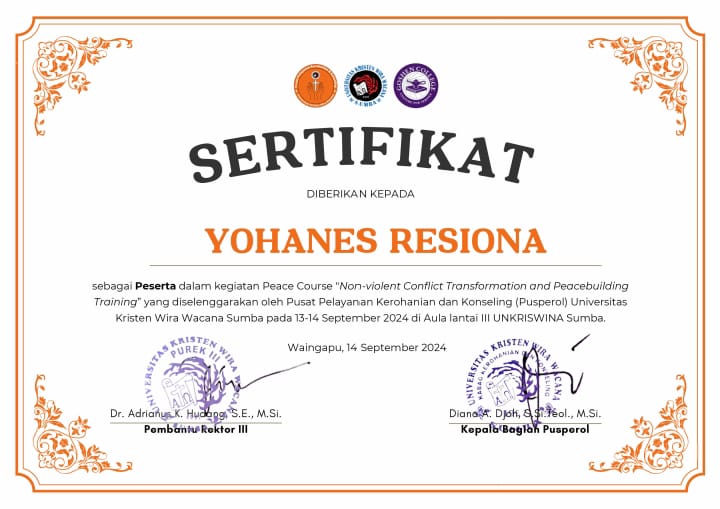 GOSHEN COLLEGE
UNIVERSITAS KRISTEN WIRA WACANA
SUMBA
SERTIFIKAT
DIBERIKAN KEPADA
YOHANES RESIONA
sebagai Peserta dalam kegiatan Peace Course "Non-violent Conflict Transformation and Peacebuilding
Training" yang diselenggarakan oleh Pusat Pelayanan Kerohanian dan Konseling (Pusperol) Universitas
Kristen Wira Wacana Sumba pada 13-14 September 2024 di Aula lantai III UNKRISWINA Sumba.
Waingapu, 14 September 2024
UNIVERSITAS KRISTEN WIRA WACANA
PUREK III
UNIVERSITAS KRISTEN WIRA WACANA
KABAG KEROHANIAN DAN KONSELING
Dr. Adrianus K. Hudang, S.E., M.Si.
Pembantu Rektor III
Diana A. Djoh, S.Si.Teol., M.Si.
Kepala Bagian Pusperol